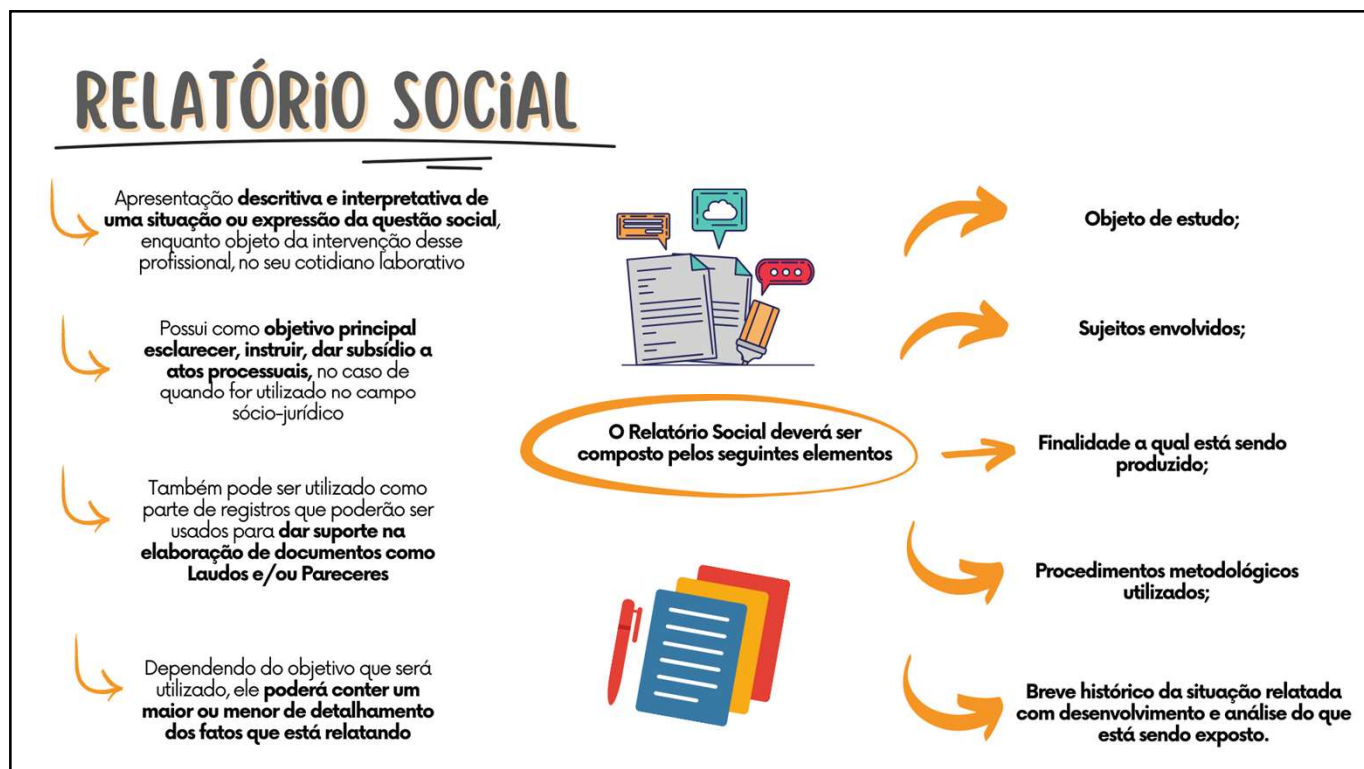 RELATÓRIO SOCIAL
Apresentação descritiva e interpretativa de
uma situação ou expressão da questão social,
enquanto objeto da intervenção desse
profissional, no seu cotidiano laborativo
Possui como objetivo principal
esclarecer, instruir, dar subsídio a
atos processuais, no caso de
quando for utilizado no campo
sócio-jurídico
Também pode ser utilizado como
parte de registros que poderão ser
usados para dar suporte na
elaboração de documentos como
Laudos e/ou Pareceres
Dependendo do objetivo que será
utilizado, ele poderá conter um
maior ou menor de detalhamento
dos fatos que está relatando
O Relatório Social deverá ser
composto pelos seguintes elementos
Objeto de estudo;
Sujeitos envolvidos;
Finalidade a qual está sendo
produzido;
Procedimentos metodológicos
utilizados;
Breve histórico da situação relatada
com desenvolvimento e análise do que
está sendo exposto.